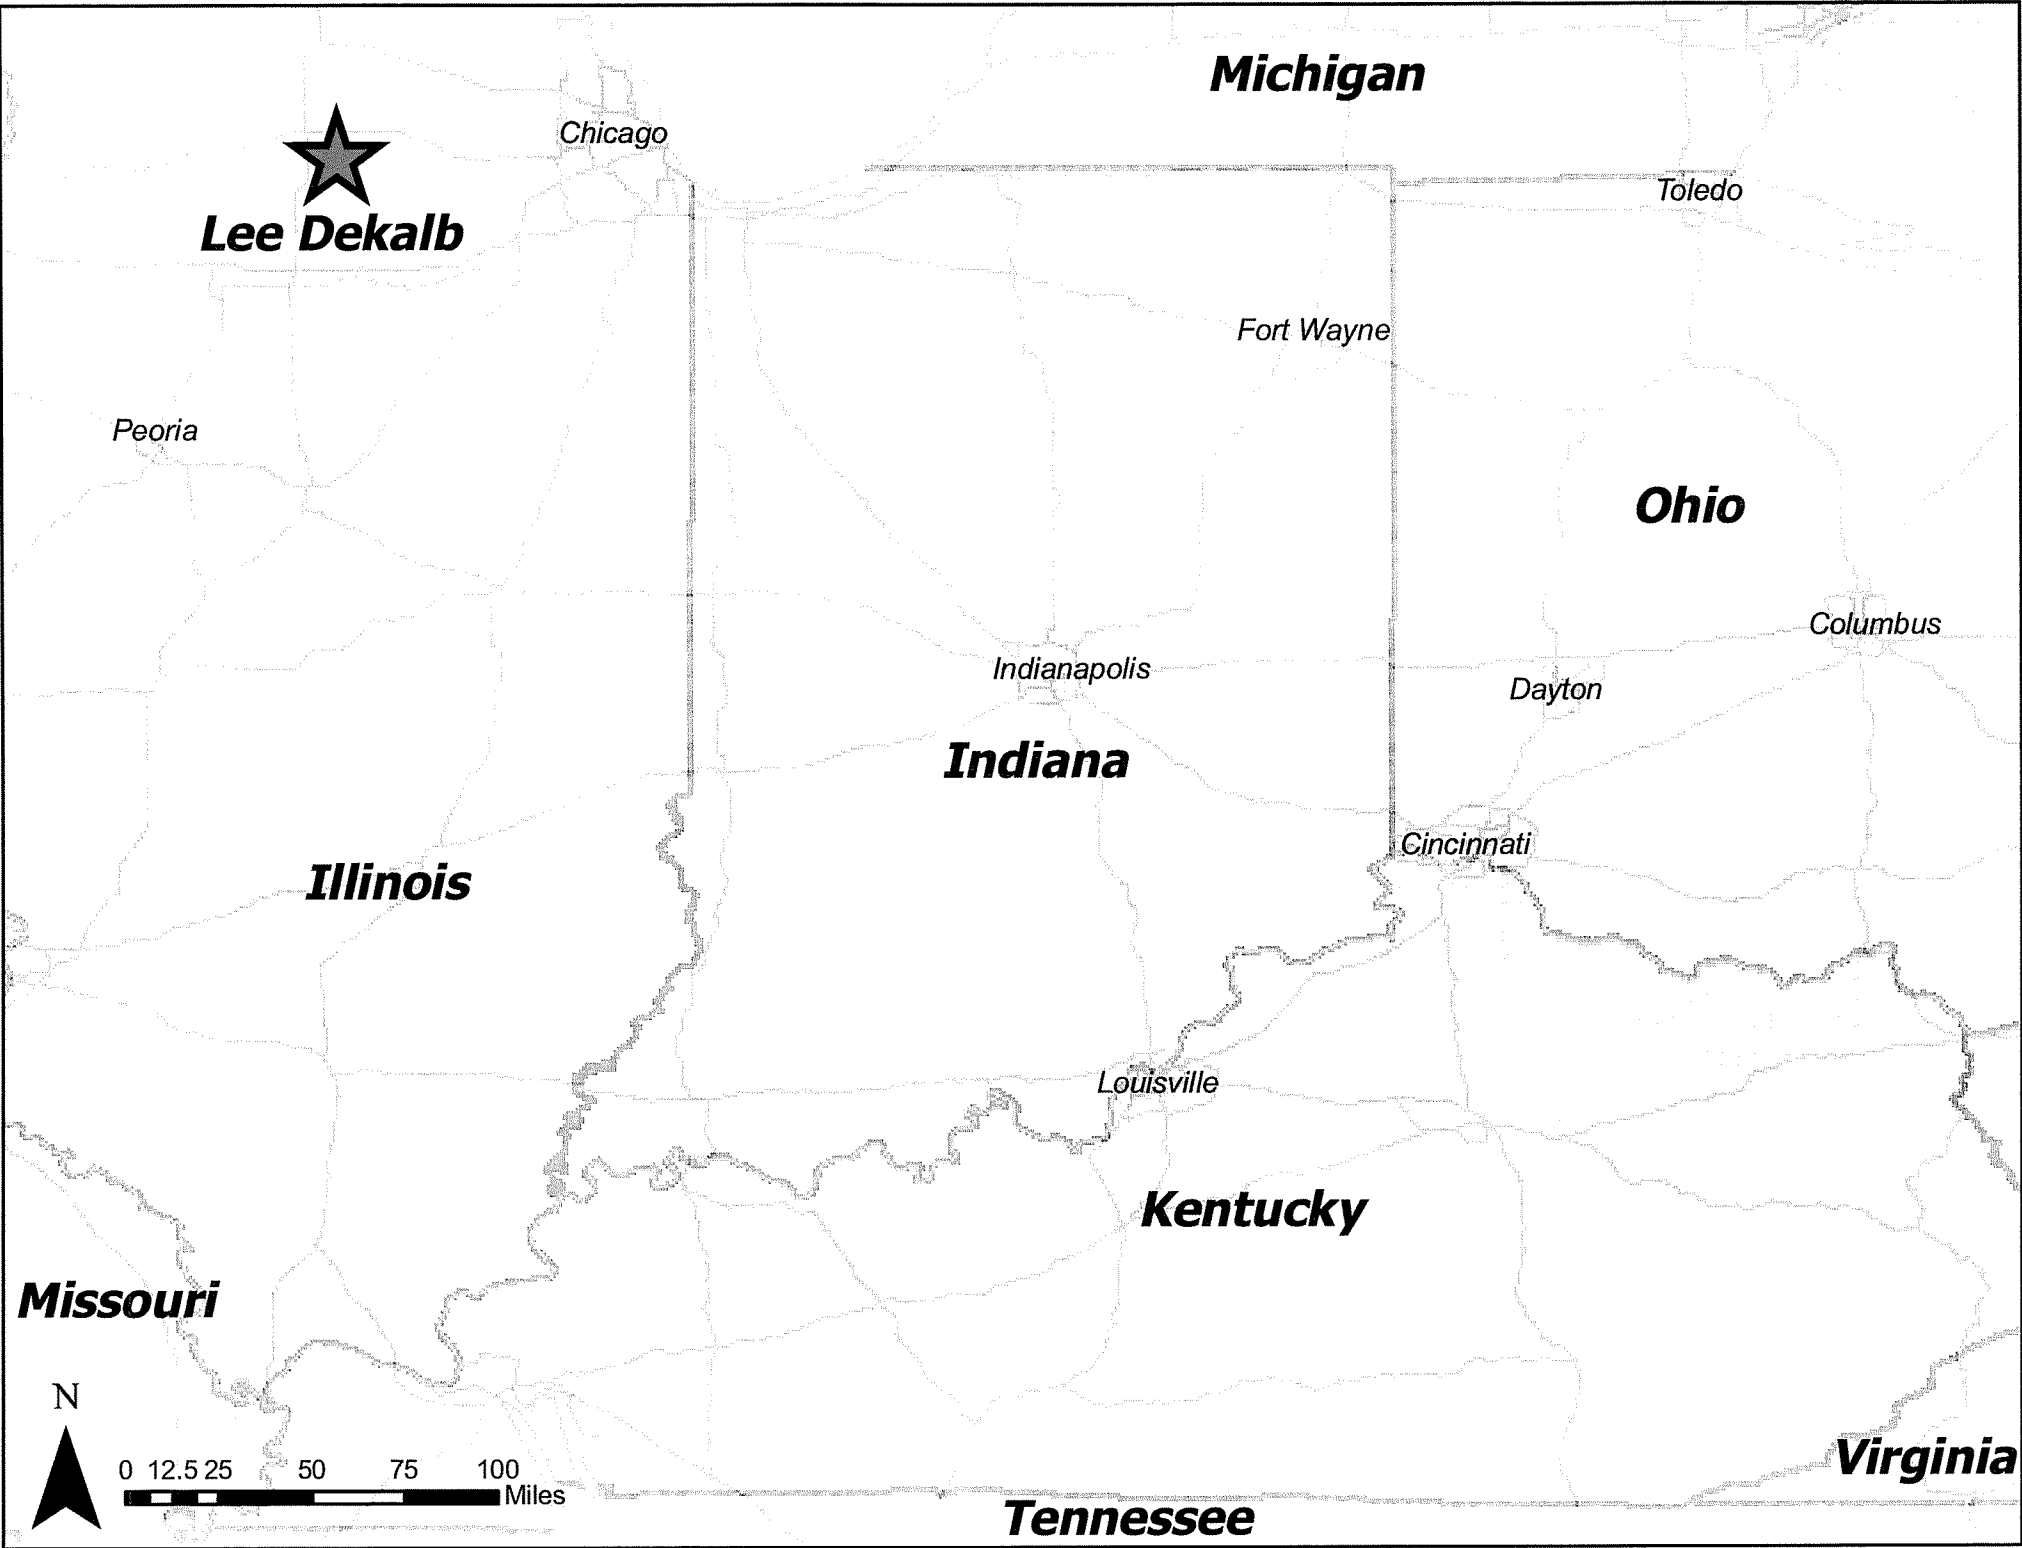 Michigan
Chicago
Toledo
Lee Dekalb
Fort Wayne
Peoria
Ohio
Columbus
Indianapolis
Dayton
Indiana
Cincinnati
Illinois
Louisville
Kentucky
Missouri
N
Virginia
0 12.5 25 50 75 100
Miles
Tennessee